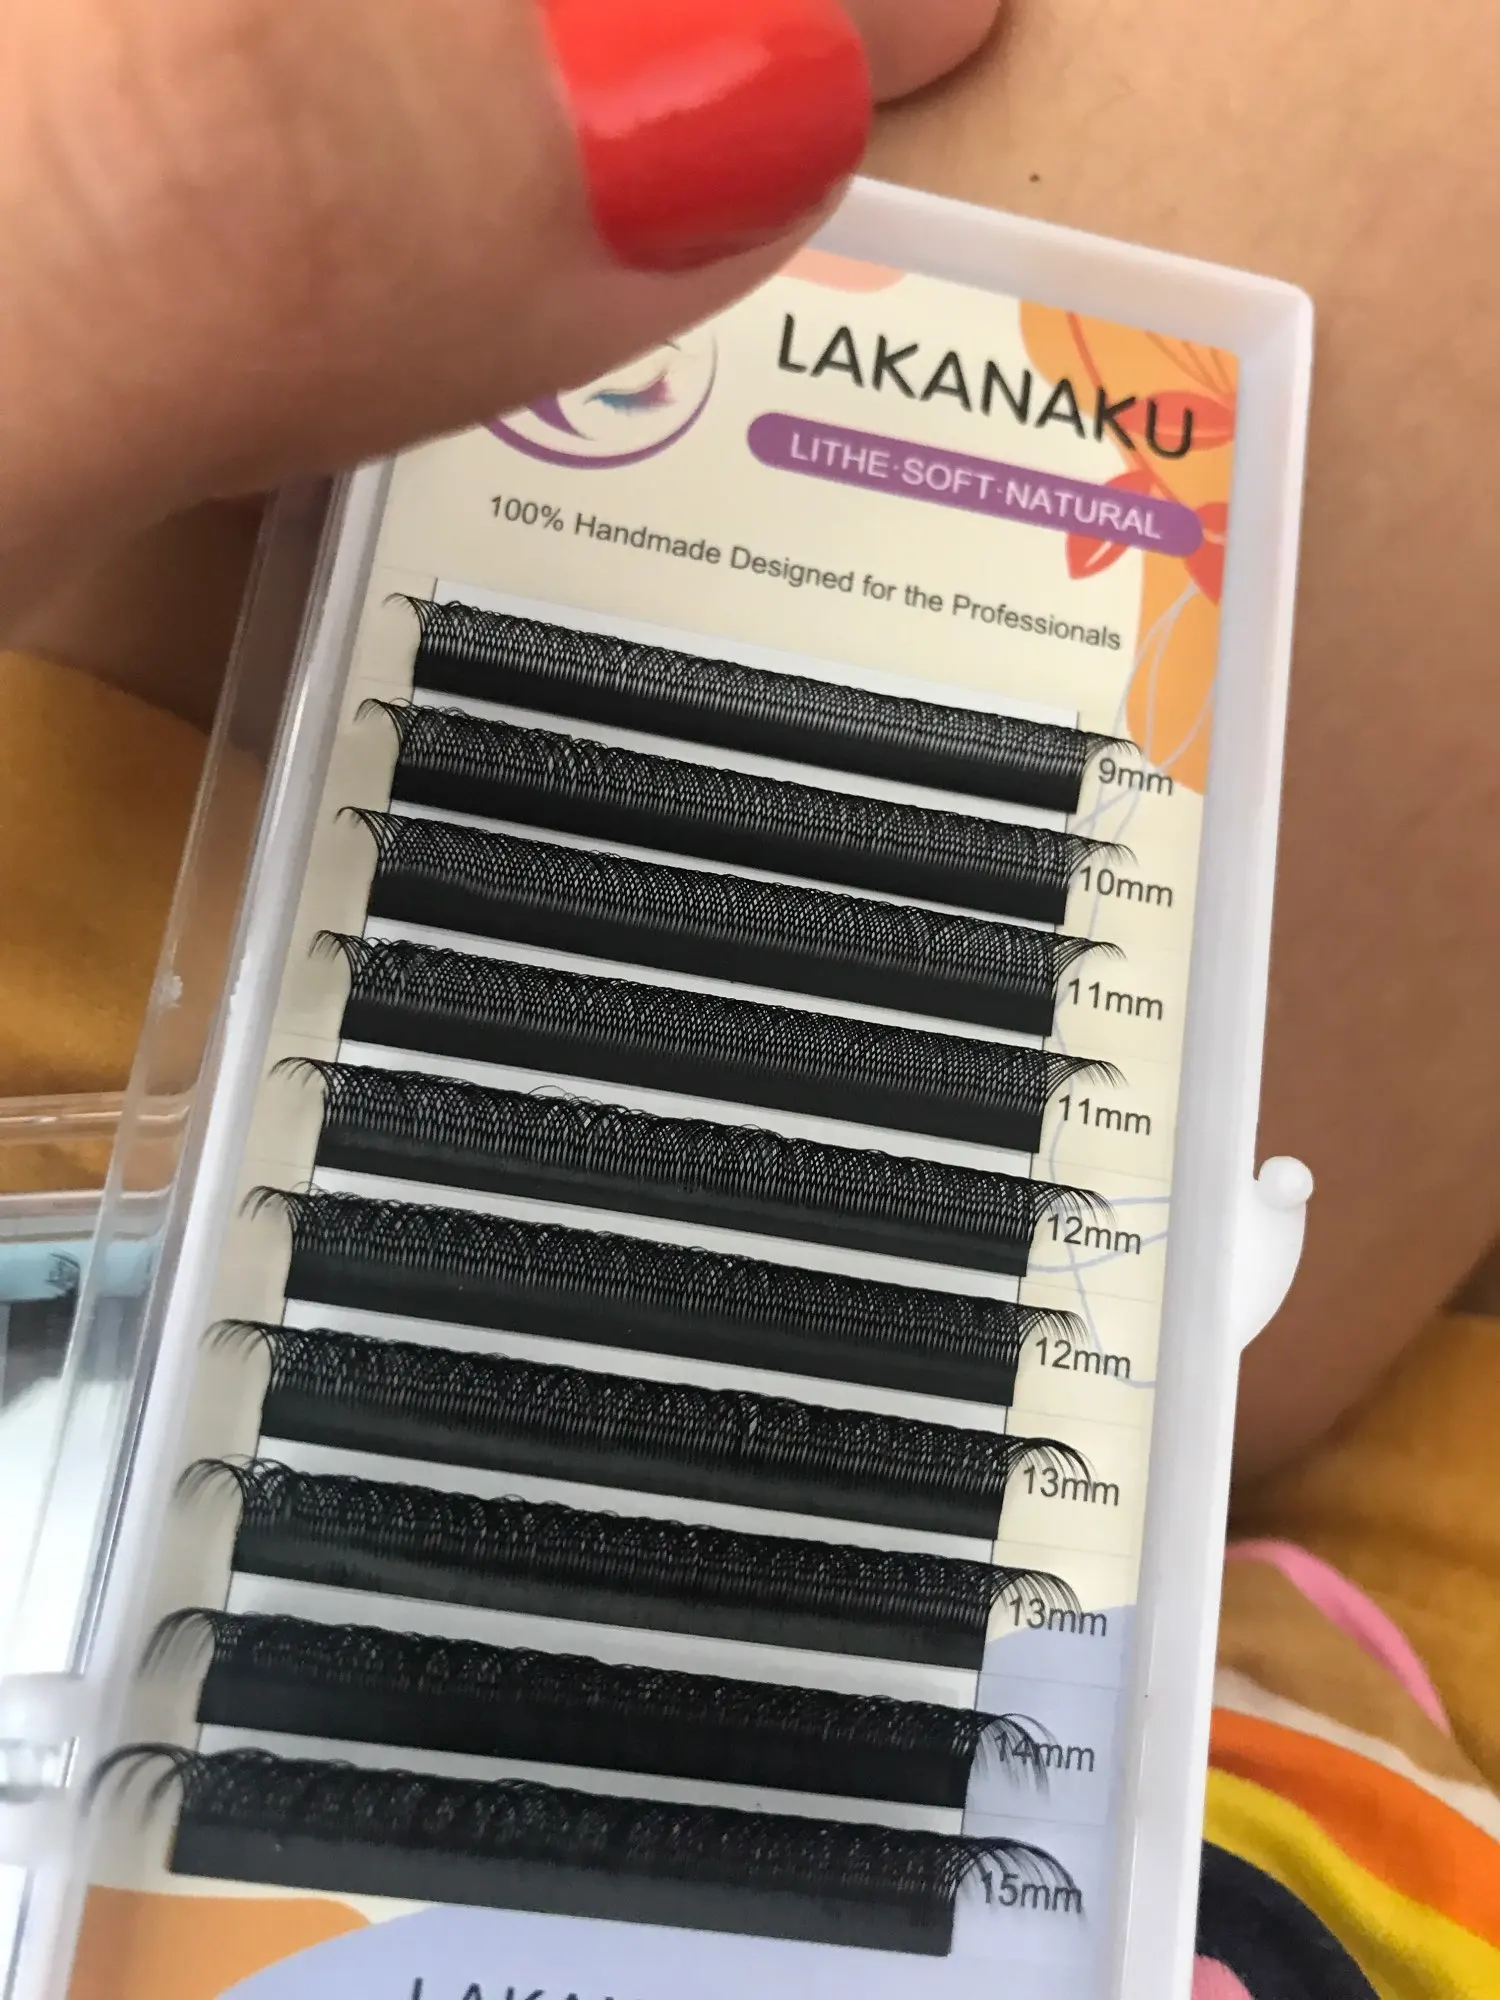 LAKANAKU
LITHE·SOFT·NATURAL
100% Handmade Designed for the Professionals
9mm
10mm
11mm
11mm
12mm
12mm
13mm
13mm
14mm
15mm